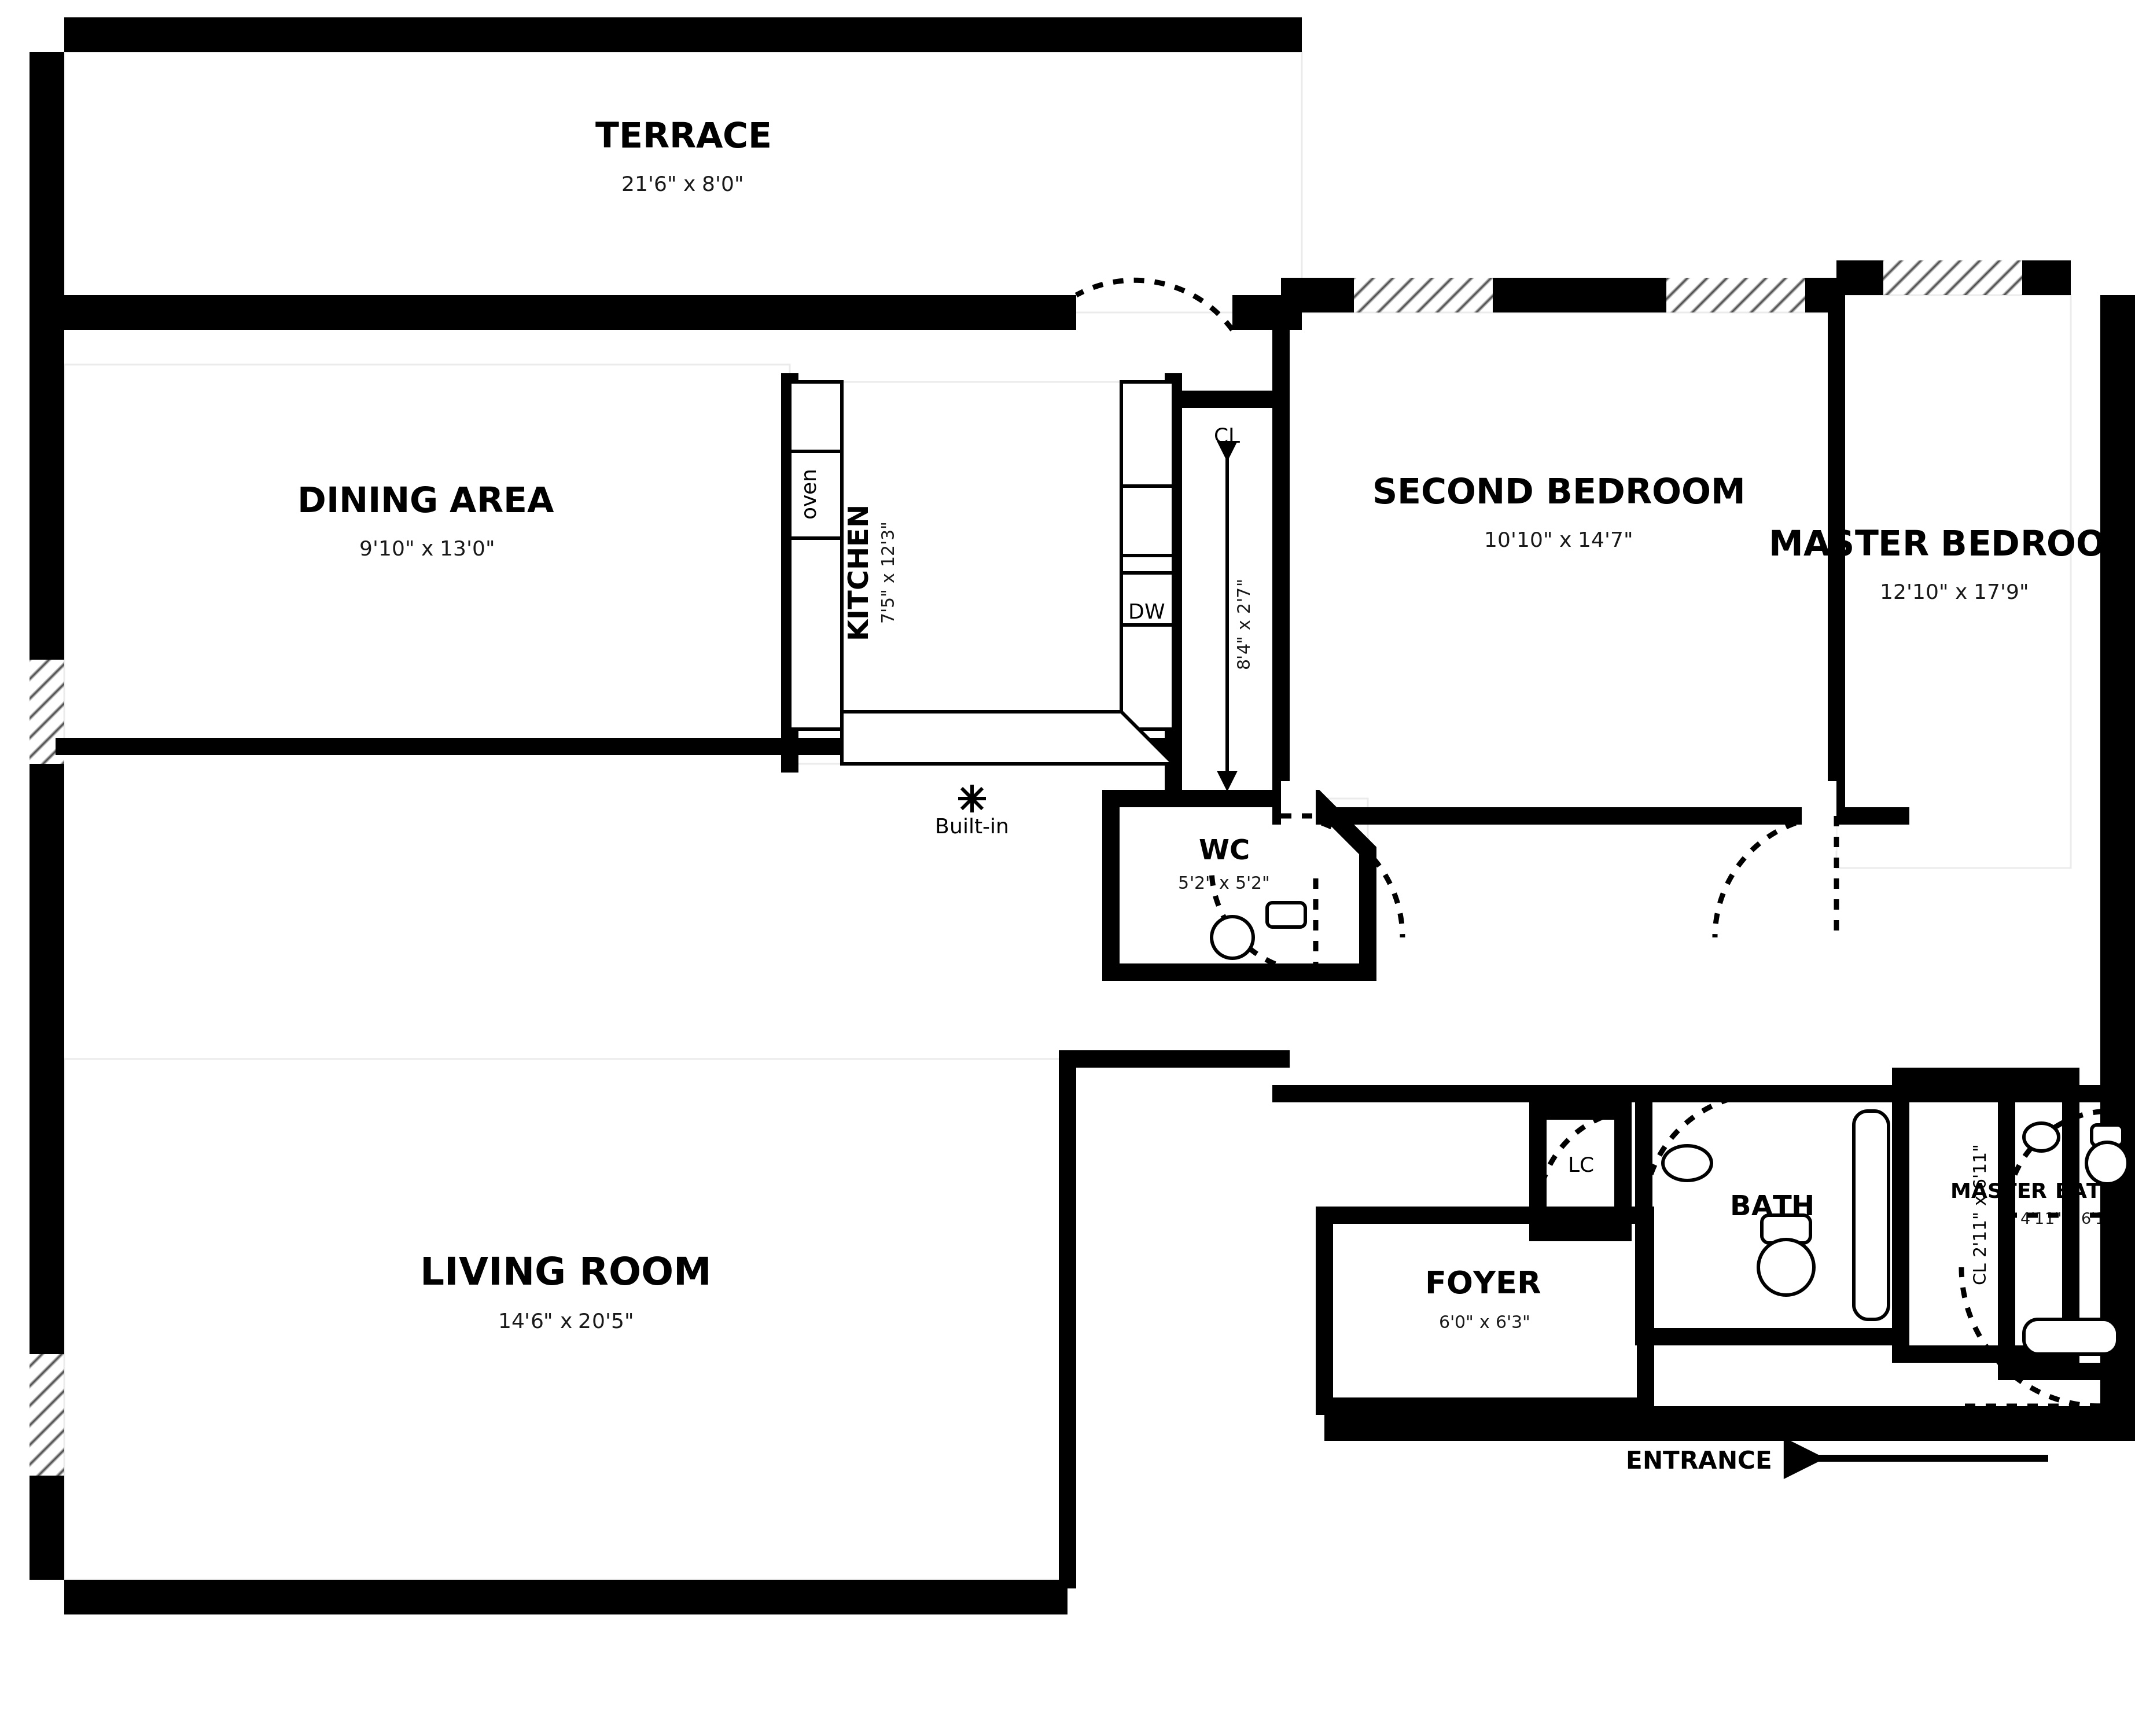 TERRACE
21'6" x 8'0"
DINING AREA
9'10" x 13'0"
oven
KITCHEN
7'5" x 12'3"
DW
CL
8'4" x 2'7"
SECOND BEDROOM
10'10" x 14'7"
MASTER BEDROO
12'10" x 17'9"
Built-in
WC
5'2" x 5'2"
LC
BATH
CL 2'11" x 6'11"
MASTER BAT
4'11"
FOYER
6'0" x 6'3"
LIVING ROOM
14'6" x 20'5"
ENTRANCE